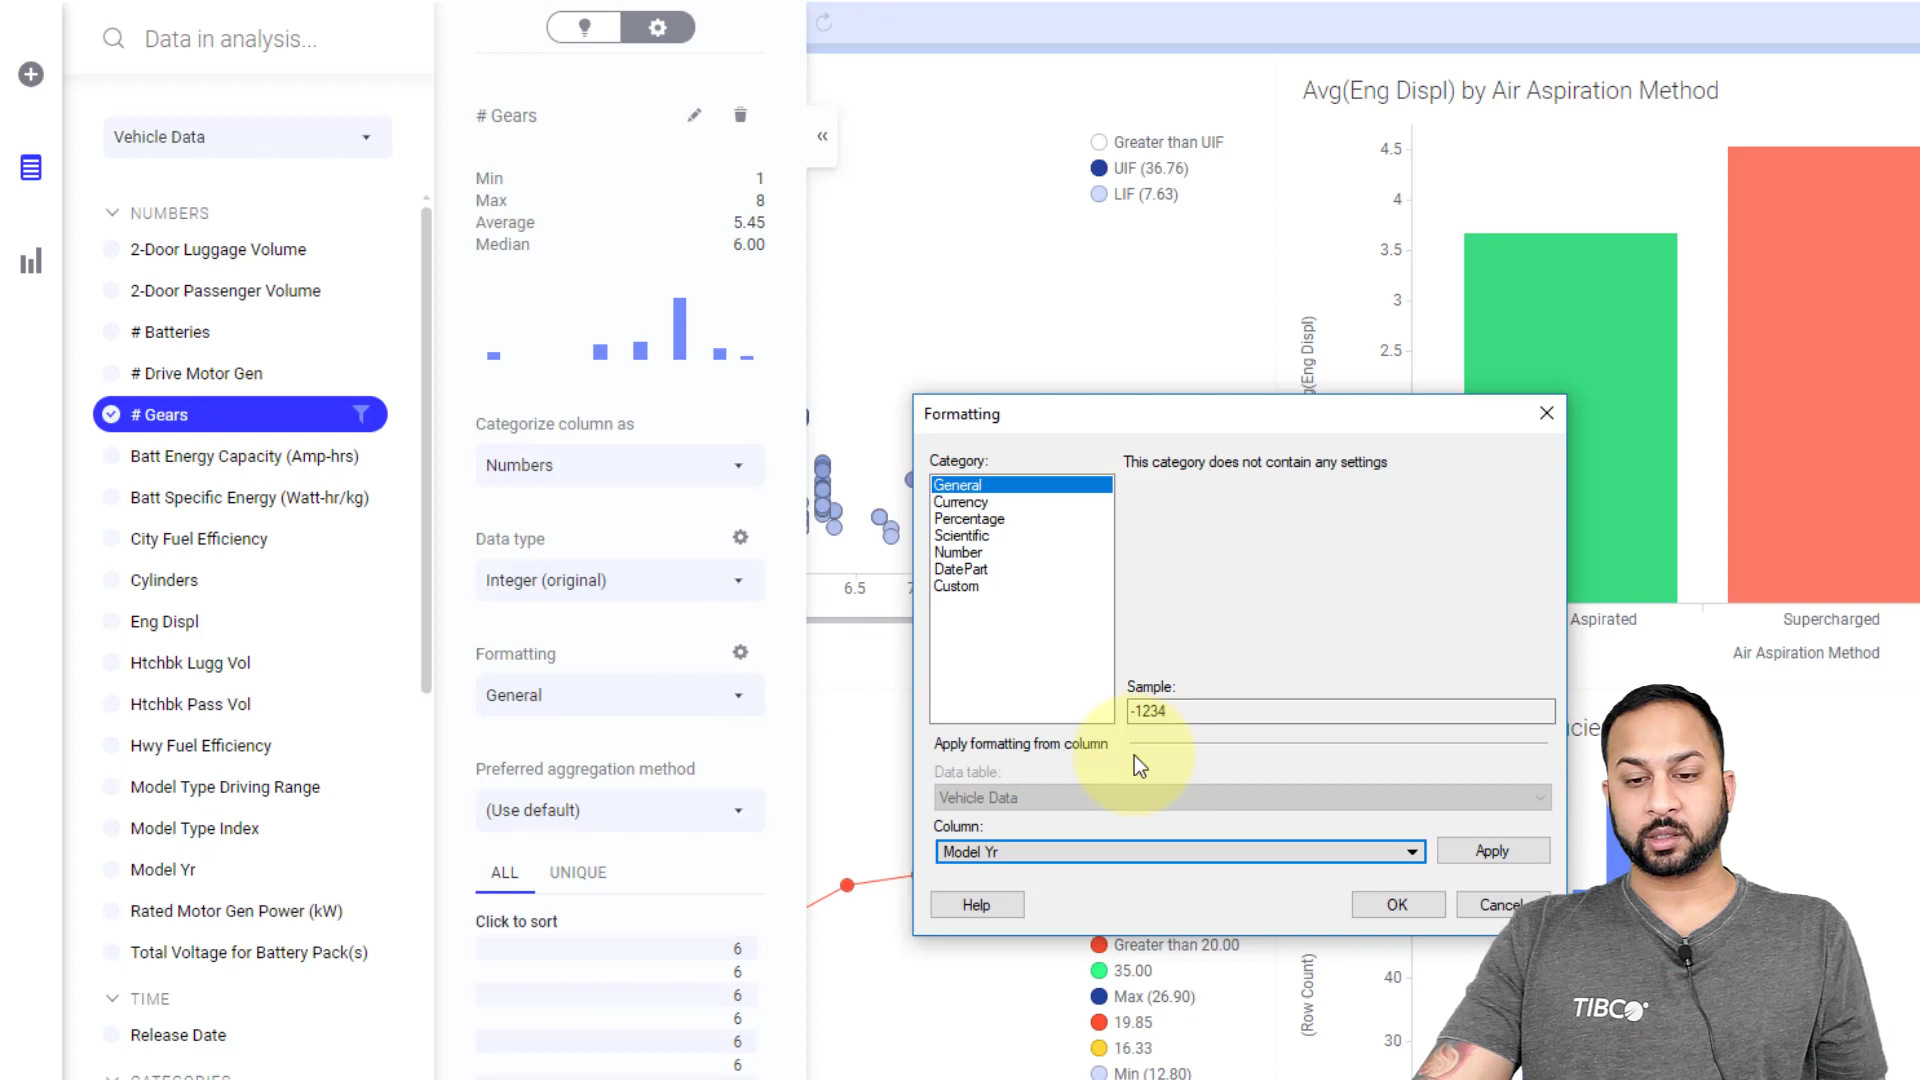 Data in analysis...
Vehicle Data
NUMBERS
2-Door Luggage Volume
2-Door Passenger Volume
# Batteries
# Drive Motor Gen
# Gears
Batt Energy Capacity (Amp-hrs)
Batt Specific Energy (Watt-hr/kg)
City Fuel Efficiency
Cylinders
Eng Displ
Htchbk Lugg Vol
Htchbk Pass Vol
Hwy Fuel Efficiency
Model Type Driving Range
Model Type Index
Model Yr
Rated Motor Gen Power (kW)
Total Voltage for Battery Pack(s)
TIME
Release Date
CATEGORIES
# Gears
Min 1
Max 8
Average 5.45
Median 6.00
Categorize column as
Numbers
Data type
Integer (original)
Formatting
General
Preferred aggregation method
(Use default)
ALL UNIQUE
Click to sort
6
6
6
6
6
6
«
Greater than UIF
UIF (36.76)
LIF (7.63)
6.5
Avg(Eng Displ) by Air Aspiration Method
4.5
4
3.5
3
2.5
(Eng Displ)
Aspirated
Supercharged
Air Aspiration Method
Formatting
Category:
General
Currency
Percentage
Scientific
Number
DatePart
Custom
This category does not contain any settings
Sample:
-1234
Apply formatting from column
Data table:
Vehicle Data
Column:
Model Yr
Apply
Help
OK
Cancel
Greater than 20.00
35.00
Max (26.90)
19.85
16.33
Min (12.80)
(Row Count)
40
30
TIBCO